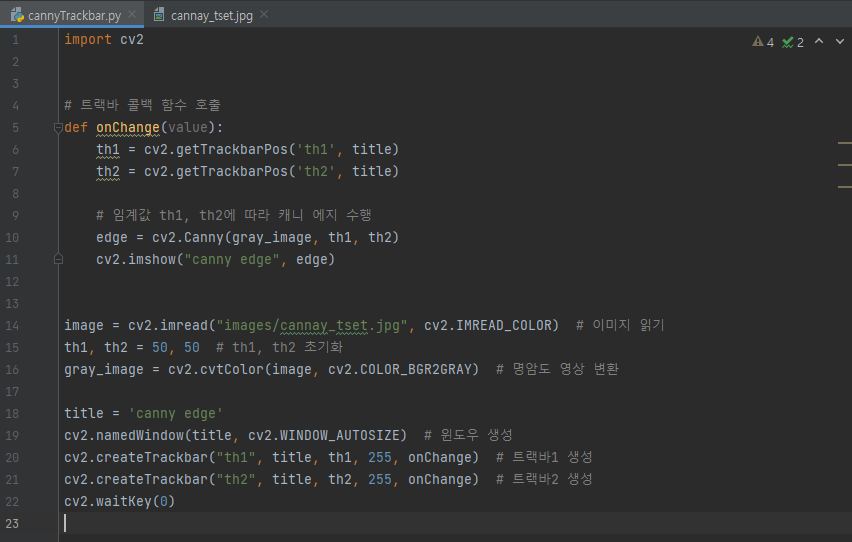 cannyTrackbar.py
cannay_tset.jpg
4 2
1 import cv2
2
3
4 # 트랙바 콜백 함수 호출
5 def onChange(value):
6     th1 = cv2.getTrackbarPos('th1', title)
7     th2 = cv2.getTrackbarPos('th2', title)
8
9     # 임계값 th1, th2에 따라 캐니 에지 수행
10     edge = cv2.Canny(gray_image, th1, th2)
11     cv2.imshow("canny edge", edge)
12
13
14 image = cv2.imread("images/cannay_tset.jpg", cv2.IMREAD_COLOR)  # 이미지 읽기
15 th1, th2 = 50, 50  # th1, th2 초기화
16 gray_image = cv2.cvtColor(image, cv2.COLOR_BGR2GRAY)  # 명암도 영상 변환
17
18 title = 'canny edge'
19 cv2.namedWindow(title, cv2.WINDOW_AUTOSIZE)  # 윈도우 생성
20 cv2.createTrackbar("th1", title, th1, 255, onChange)  # 트랙바1 생성
21 cv2.createTrackbar("th2", title, th2, 255, onChange)  # 트랙바2 생성
22 cv2.waitKey(0)
23